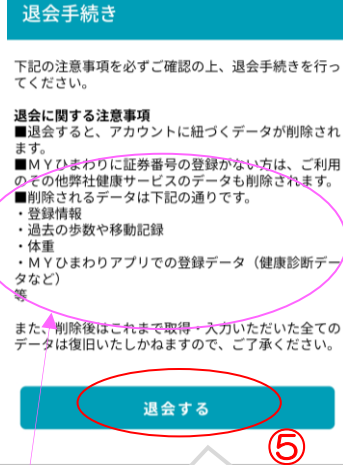 退会手続き
下記の注意事項を必ずご確認の上、退会手続きを行っ
てください。
退会に関する注意事項
■退会すると、アカウントに紐づくデータが削除され
ます。
■ＭＹひまわりに証券番号の登録がない方は、ご利用
のその他弊社健康サービスのデータも削除されます。
■削除されるデータは下記の通りです。
・登録情報
・過去の歩数や移動記録
・体重
・ＭＹひまわりアプリでの登録データ（健康診断デー
タなど）
等
また、削除後はこれまで取得・入力いただいた全ての
データは復旧いたしかねますので、ご了承ください。
退会する
⑤